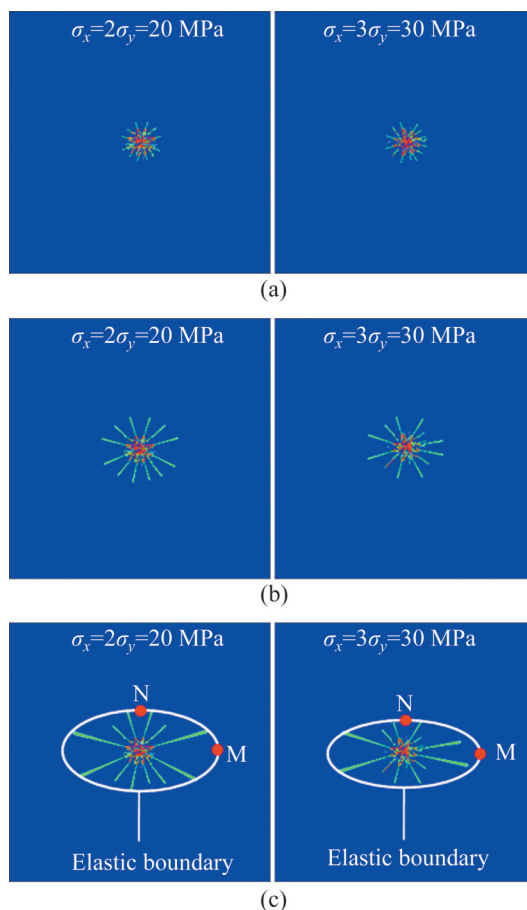 σx=2σy=20 MPa σx=3σy=30 MPa
(a)
σx=2σy=20 MPa σx=3σy=30 MPa
(b)
σx=2σy=20 MPa σx=3σy=30 MPa
N N
M M
Elastic boundary Elastic boundary
(c)